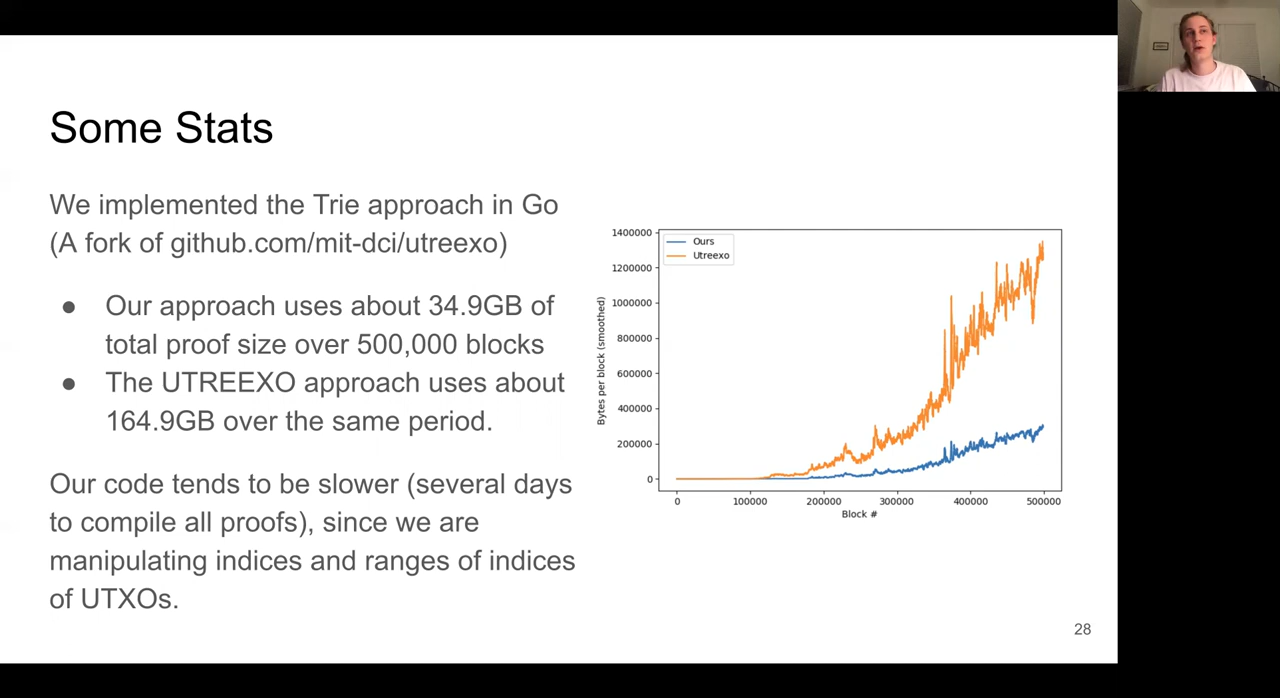 Some Stats
We implemented the Trie approach in Go
(A fork of github.com/mit-dci/utreexo)
● Our approach uses about 34.9GB of
total proof size over 500,000 blocks
● The UTREEXO approach uses about
164.9GB over the same period.
Our code tends to be slower (several days
to compile all proofs), since we are
manipulating indices and ranges of indices
of UTXOs.
Ours
Utreexo
Bytes per block (smoothed)
1400000
1200000
1000000
800000
600000
400000
200000
0
0 100000 200000 300000 400000 500000
Block #
28